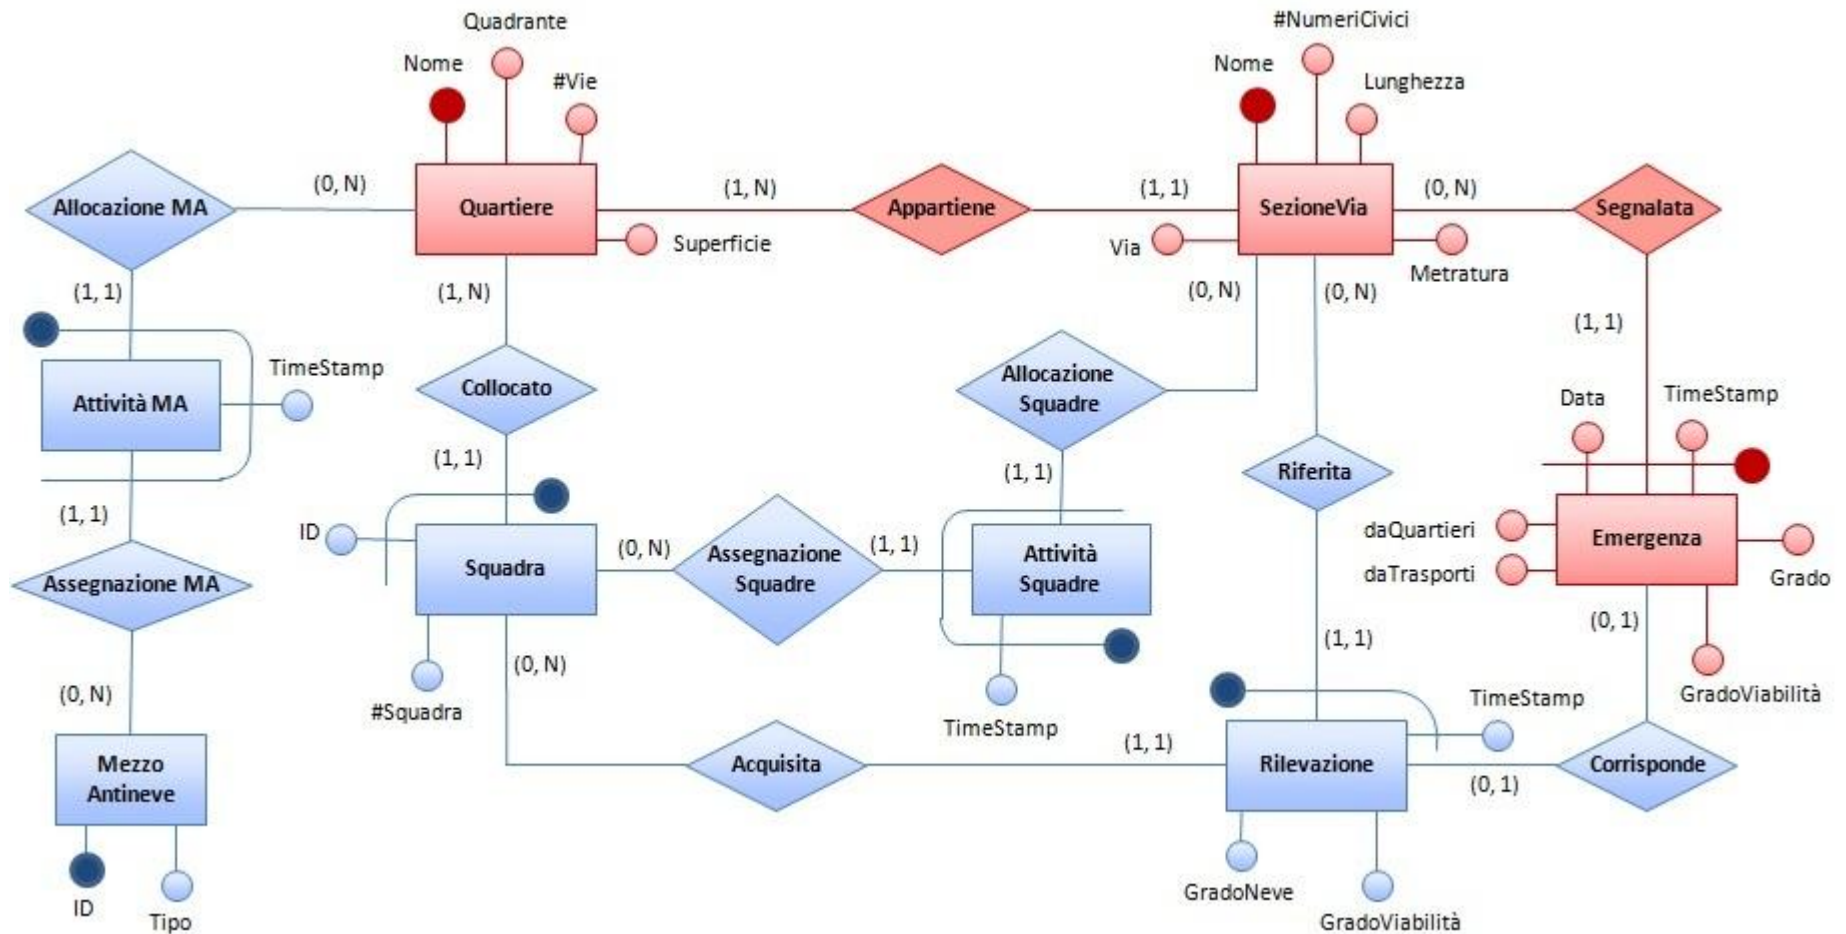 #NumeriCivici
Quadrante
Nome
#Vie
Nome
Lunghezza
(0, N)
(1, N)
(1, 1)
(0, N)
Allocazione MA
Quartiere
Appartiene
SezioneVia
Segnalata
Superficie
Via
Metratura
(1, 1)
(1, N)
(0, N)
(0, N)
(1, 1)
TimeStamp
Collocato
Allocazione
Squadre
Data
TimeStamp
Attività MA
(1, 1)
(1, 1)
Riferita
(1, 1)
ID
(0, N)
Assegnazione
Squadre
(1, 1)
Attività
Squadre
daQuartieri
daTrasporti
Emergenza
Grado
Squadra
Assegnazione MA
(0, N)
(1, 1)
(0, 1)
(0, N)
#Squadra
TimeStamp
TimeStamp
GradoViabilità
Mezzo
Antineve
Acquisita
(1, 1)
Rilevazione
(0, 1)
Corrisponde
ID
Tipo
GradoNeve
GradoViabilità